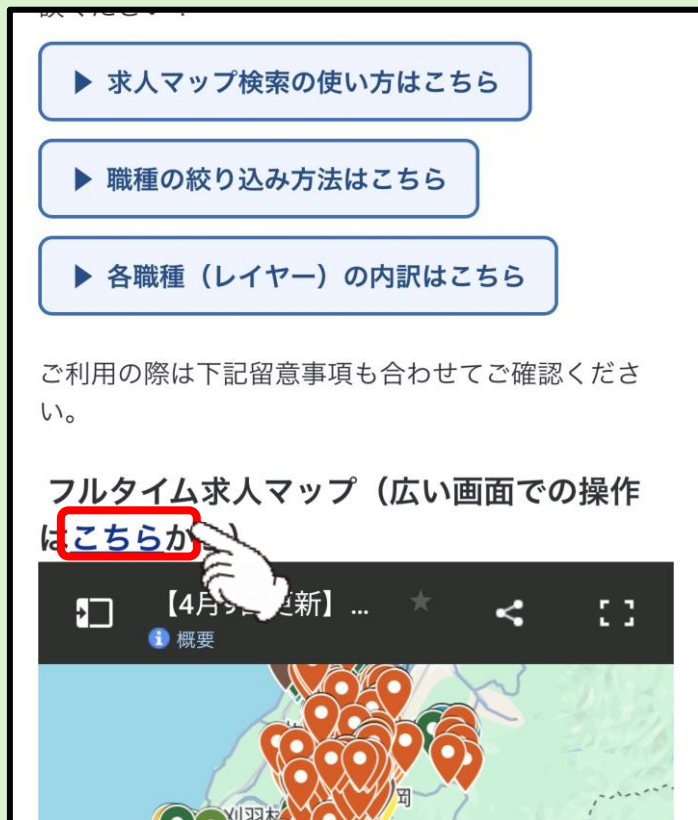 ▶ 求人マップ検索の使い方はこちら
▶ 職種の絞り込み方法はこちら
▶ 各職種（レイヤー）の内訳はこちら
ご利用の際は下記留意事項も合わせてご確認くださ
い。
フルタイム求人マップ（広い画面での操作
はこちらか）
【4月 更新】 ...
概要
刈羽村
岡